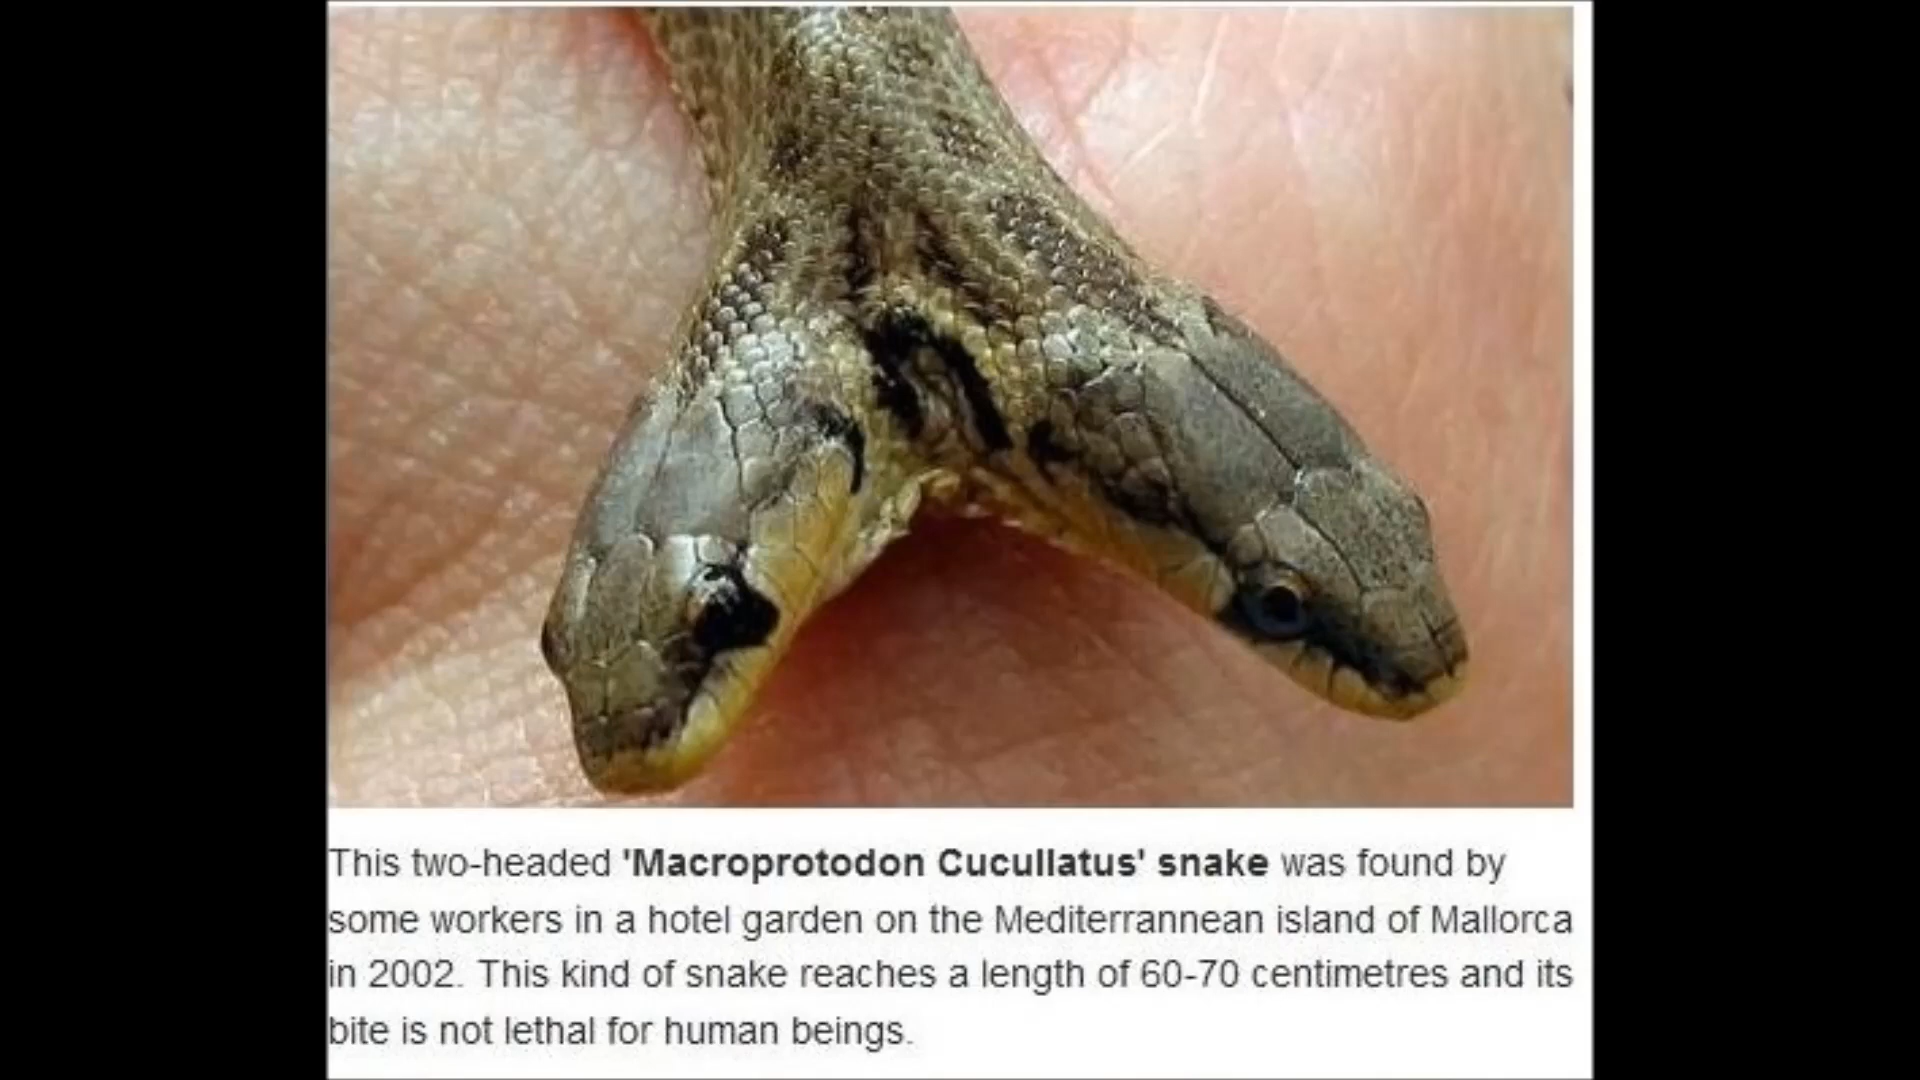 This two-headed 'Macroprotodon Cucullatus' snake was found by
some workers in a hotel garden on the Mediterrannean island of Mallorca
in 2002. This kind of snake reaches a length of 60-70 centimetres and its
bite is not lethal for human beings.